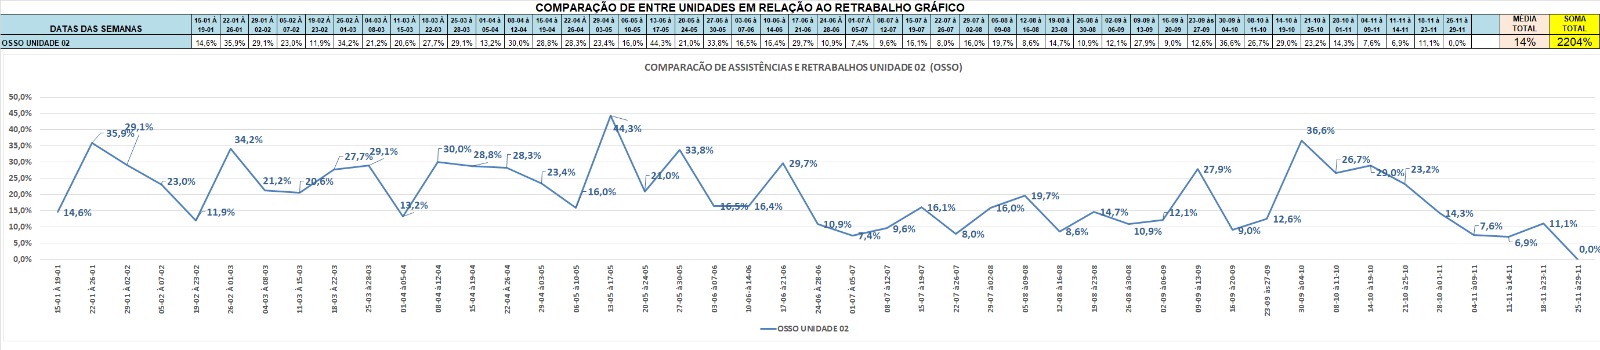 COMPARAÇÃO DE ENTRE UNIDADES EM RELAÇÃO AO RETRABALHO GRÁFICO
DATAS DAS SEMANAS 15-01 À 19-01 22-01 À 26-01 29-01 À 02-02 05-02 À 07-02 19-02 À 23-02 26-02 À 01-03 04-03 À 08-03 11-03 À 15-03 18-03 À 22-03 25-03 à 28-03 01-04 à 05-04 08-04 à 12-04 15-04 à 19-04 22-04 À 26-04 29-04 à 03-05 06-05 à 10-05 13-05 à 17-05 20-05 à 24-05 27-05 à 30-05 03-06 À 07-06 10-06 à 14-06 17-06 À 21-06 24-06 À 28-06 01-07 À 05-07 08-07 à 12-07 15-07 À 19-07 22-07 À 26-07 29-07 à 02-08 05-08 à 09-08 12-08 à 16-08 19-08 à 23-08 26-08 à 30-08 02-09 à 06-09 09-09 à 13-09 16-09 à 20-09 23-09 às 27-09 30-09 à 04-10 08-10 à 11-10 14-10 à 19-10 21-10 à 25-10 28-10 à 01-11 04-11 à 09-11 11-11 à 14-11 18-11 à 23-11 25-11 à 29-11 MÉDIA TOTAL SOMA TOTAL
OSSO UNIDADE 02 14,6% 35,9% 29,1% 23,0% 11,9% 34,2% 21,2% 20,6% 27,7% 29,1% 13,2% 30,0% 28,8% 28,3% 23,4% 16,0% 44,3% 21,0% 33,8% 16,5% 16,4% 29,7% 10,9% 7,4% 9,6% 16,1% 8,0% 16,0% 19,7% 8,6% 14,7% 10,9% 12,1% 27,9% 9,0% 12,6% 36,6% 26,7% 29,0% 23,2% 14,3% 7,6% 6,9% 11,1% 0,0% 14% 2204%
COMPARAÇÃO DE ASSISTÊNCIAS E RETRABALHOS UNIDADE 02 (OSSO)
50,0%
45,0%
40,0%
35,0%
30,0%
25,0%
20,0%
15,0%
10,0%
5,0%
0,0%
14,6% 35,9% 29,1% 23,0% 11,9% 34,2% 21,2% 20,6% 27,7% 29,1% 13,2% 30,0% 28,8% 28,3% 23,4% 16,0% 44,3% 21,0% 33,8% 16,5% 16,4% 29,7% 10,9% 7,4% 9,6% 16,1% 8,0% 16,0% 19,7% 8,6% 14,7% 10,9% 12,1% 27,9% 9,0% 12,6% 36,6% 26,7% 29,0% 23,2% 14,3% 7,6% 6,9% 11,1% 0,0%
15-01 À 19-01 22-01 À 26-01 29-01 À 02-02 05-02 À 07-02 19-02 À 23-02 26-02 À 01-03 04-03 À 08-03 11-03 À 15-03 18-03 À 22-03 25-03 à 28-03 01-04 à 05-04 08-04 à 12-04 15-04 à 19-04 22-04 À 26-04 29-04 à 03-05 06-05 à 10-05 13-05 à 17-05 20-05 à 24-05 27-05 à 30-05 03-06 À 07-06 10-06 à 14-06 17-06 À 21-06 24-06 À 28-06 01-07 À 05-07 08-07 à 12-07 15-07 À 19-07 22-07 À 26-07 29-07 à 02-08 05-08 à 09-08 12-08 à 16-08 19-08 à 23-08 26-08 à 30-08 02-09 à 06-09 09-09 à 13-09 16-09 à 20-09 23-09 às 27-09 30-09 à 04-10 08-10 à 11-10 14-10 à 19-10 21-10 à 25-10 28-10 à 01-11 04-11 à 09-11 11-11 à 14-11 18-11 à 23-11 25-11 à 29-11
OSSO UNIDADE 02